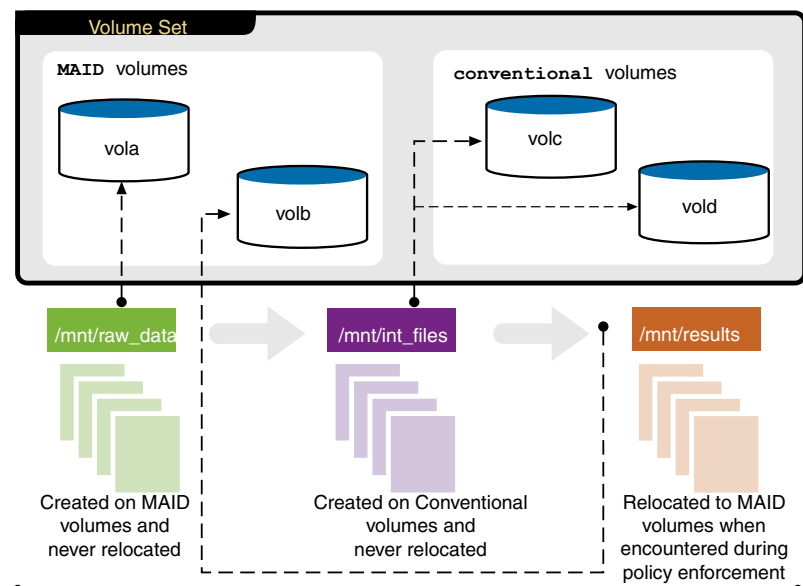 Volume Set
MAID volumes
conventional volumes
vola
volb
volc
vold
/mnt/raw_data
/mnt/int_files
/mnt/results
Created on MAID
volumes and
never relocated
Created on Conventional
volumes and
never relocated
Relocated to MAID
volumes when
encountered during
policy enforcement